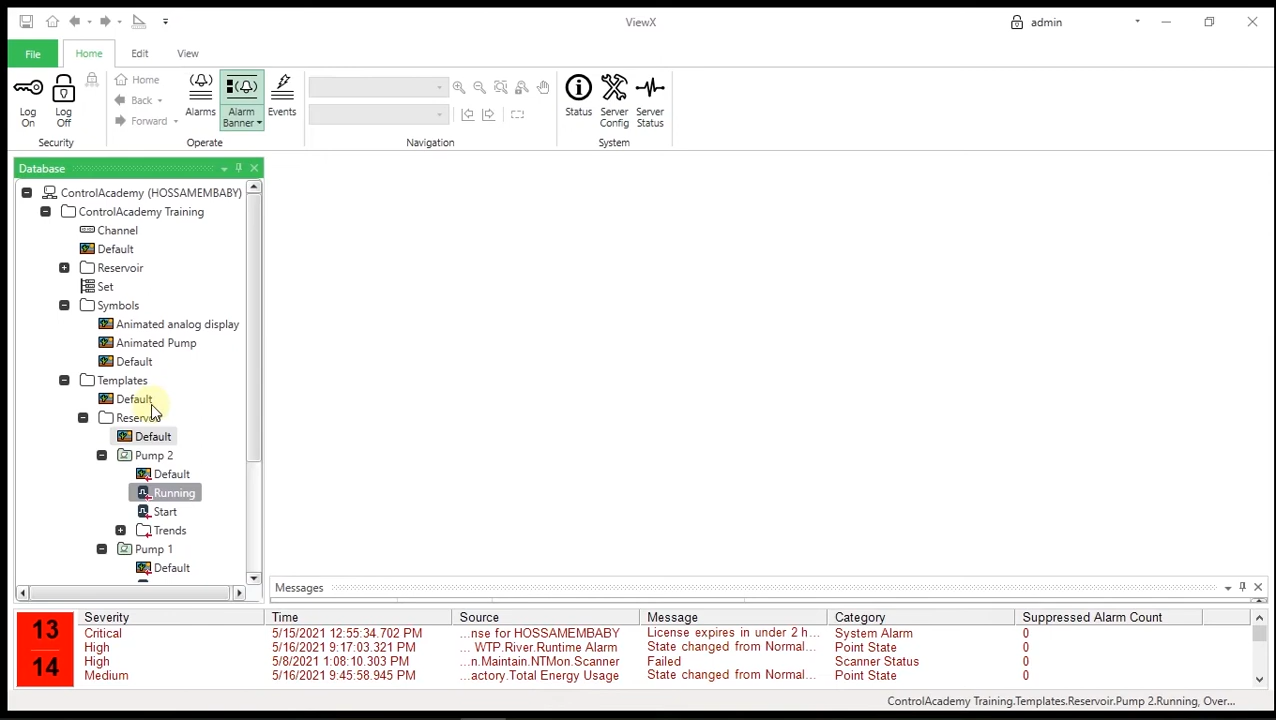 ViewX
admin
File
Home
Edit
View
Log On
Log Off
Home
Back
Forward
Alarms
Alarm Banner
Events
Status
Server Config
Server Status
Security
Operate
Navigation
System
Database
ControlAcademy (HOSSAMEMBABY)
ControlAcademy Training
Channel
Default
Reservoir
Set
Symbols
Animated analog display
Animated Pump
Default
Templates
Default
Default
Pump 2
Default
Running
Start
Trends
Pump 1
Default
Messages
13
14
Severity Time Source Message Category Suppressed Alarm Count
Critical 5/15/2021 12:55:34.702 PM ...nse for HOSSAMEMBABY License expires in under 2 h... System Alarm 0
High 5/16/2021 9:17:03.321 PM ... WTP.River.Runtime Alarm State changed from Normal... Point State 0
High 5/8/2021 1:08:10.303 PM ...n.Maintain.NTMon.Scanner Failed Scanner Status 0
Medium 5/16/2021 9:45:58.945 PM ...actory.Total Energy Usage State changed from Normal... Point State 0
ControlAcademy Training.Templates.Reservoir.Pump 2.Running, Over...